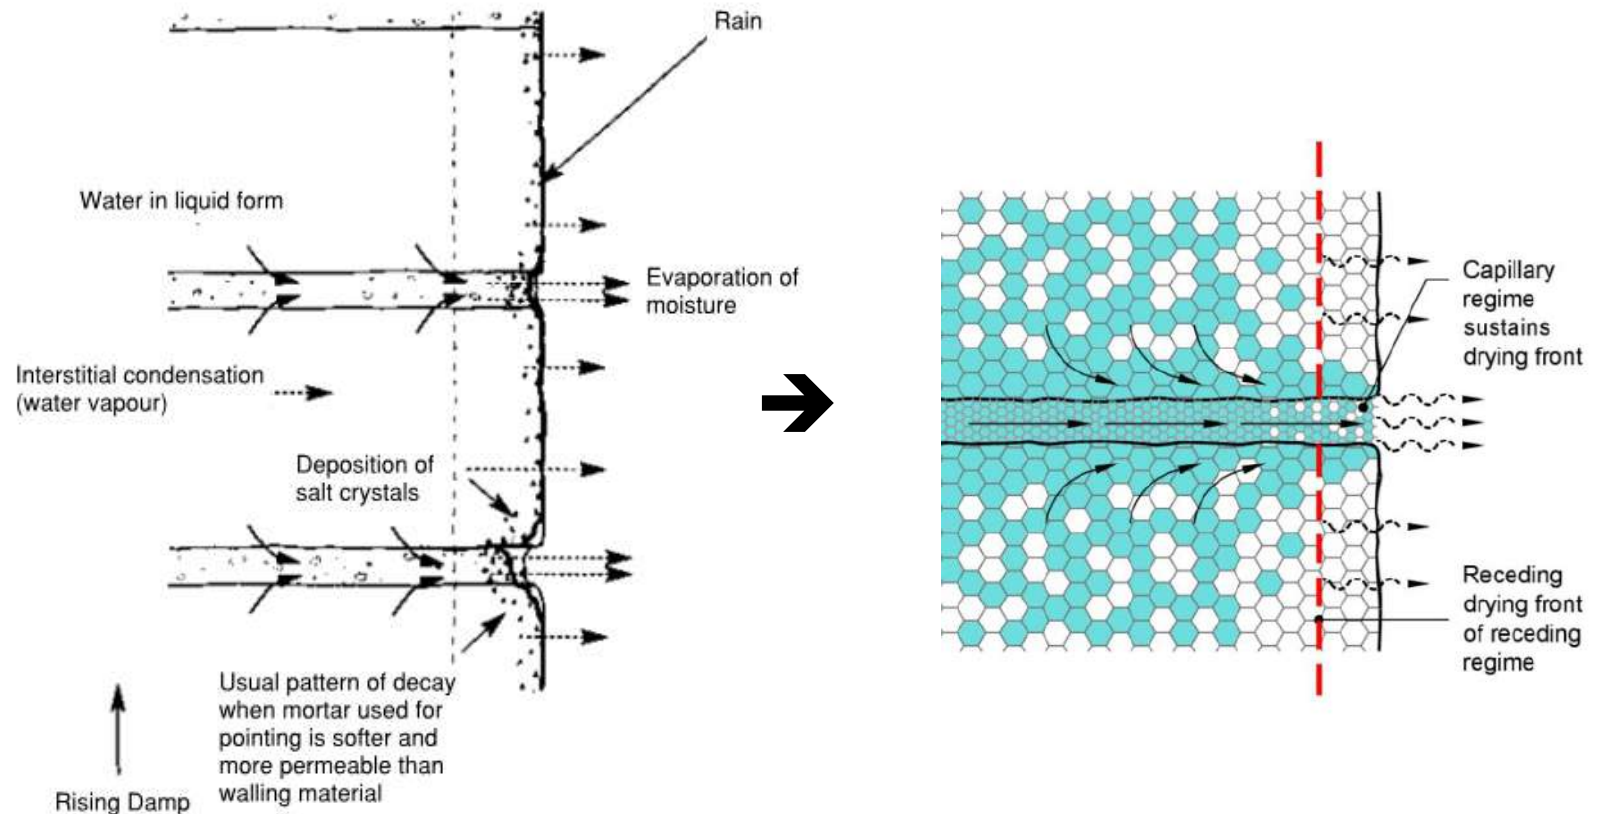 Rain
Water in liquid form
Evaporation of
moisture
Interstitial condensation
(water vapour)
Deposition of
salt crystals
Usual pattern of decay
when mortar used for
pointing is softer and
more permeable than
walling material
Rising Damp
Capillary
regime
sustains
drying front
Receding
drying front
of receding
regime